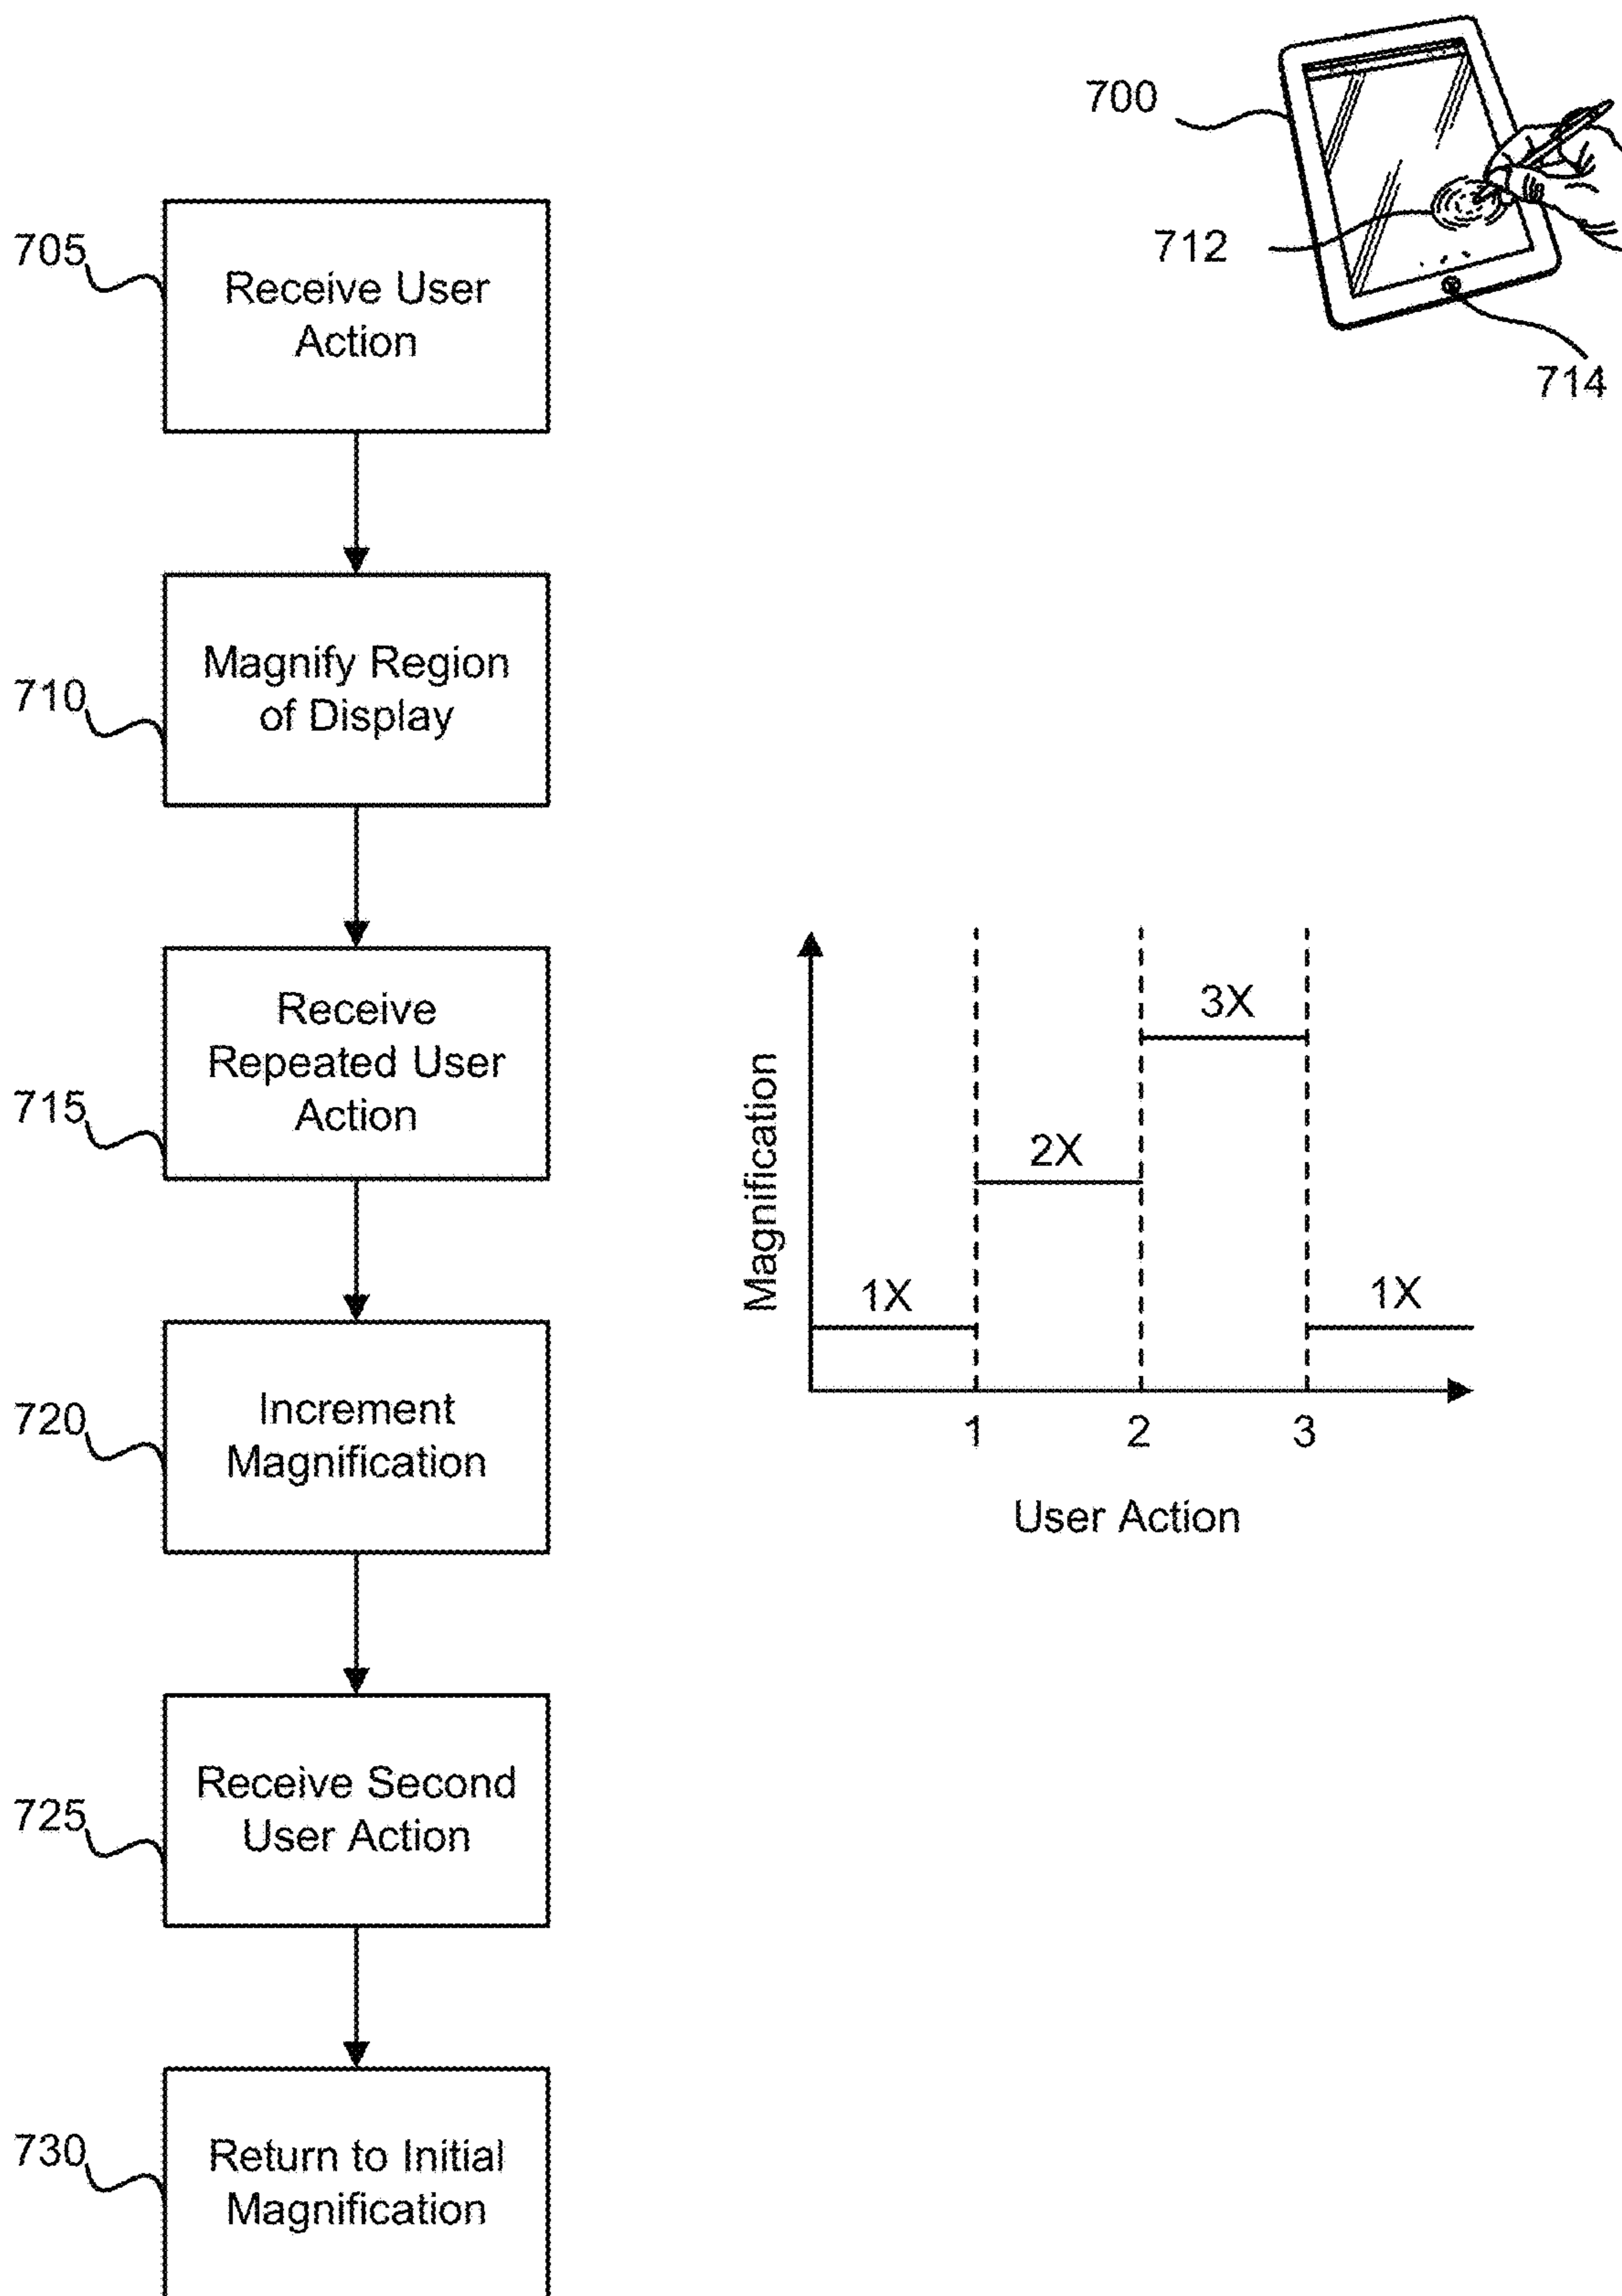 700
712
714
705
Receive User
Action
710
Magnify Region
of Display
715
Receive
Repeated User
Action
720
Increment
Magnification
725
Receive Second
User Action
730
Return to Initial
Magnification
Magnification
3X
2X
1X
1X
1
2
3
User Action